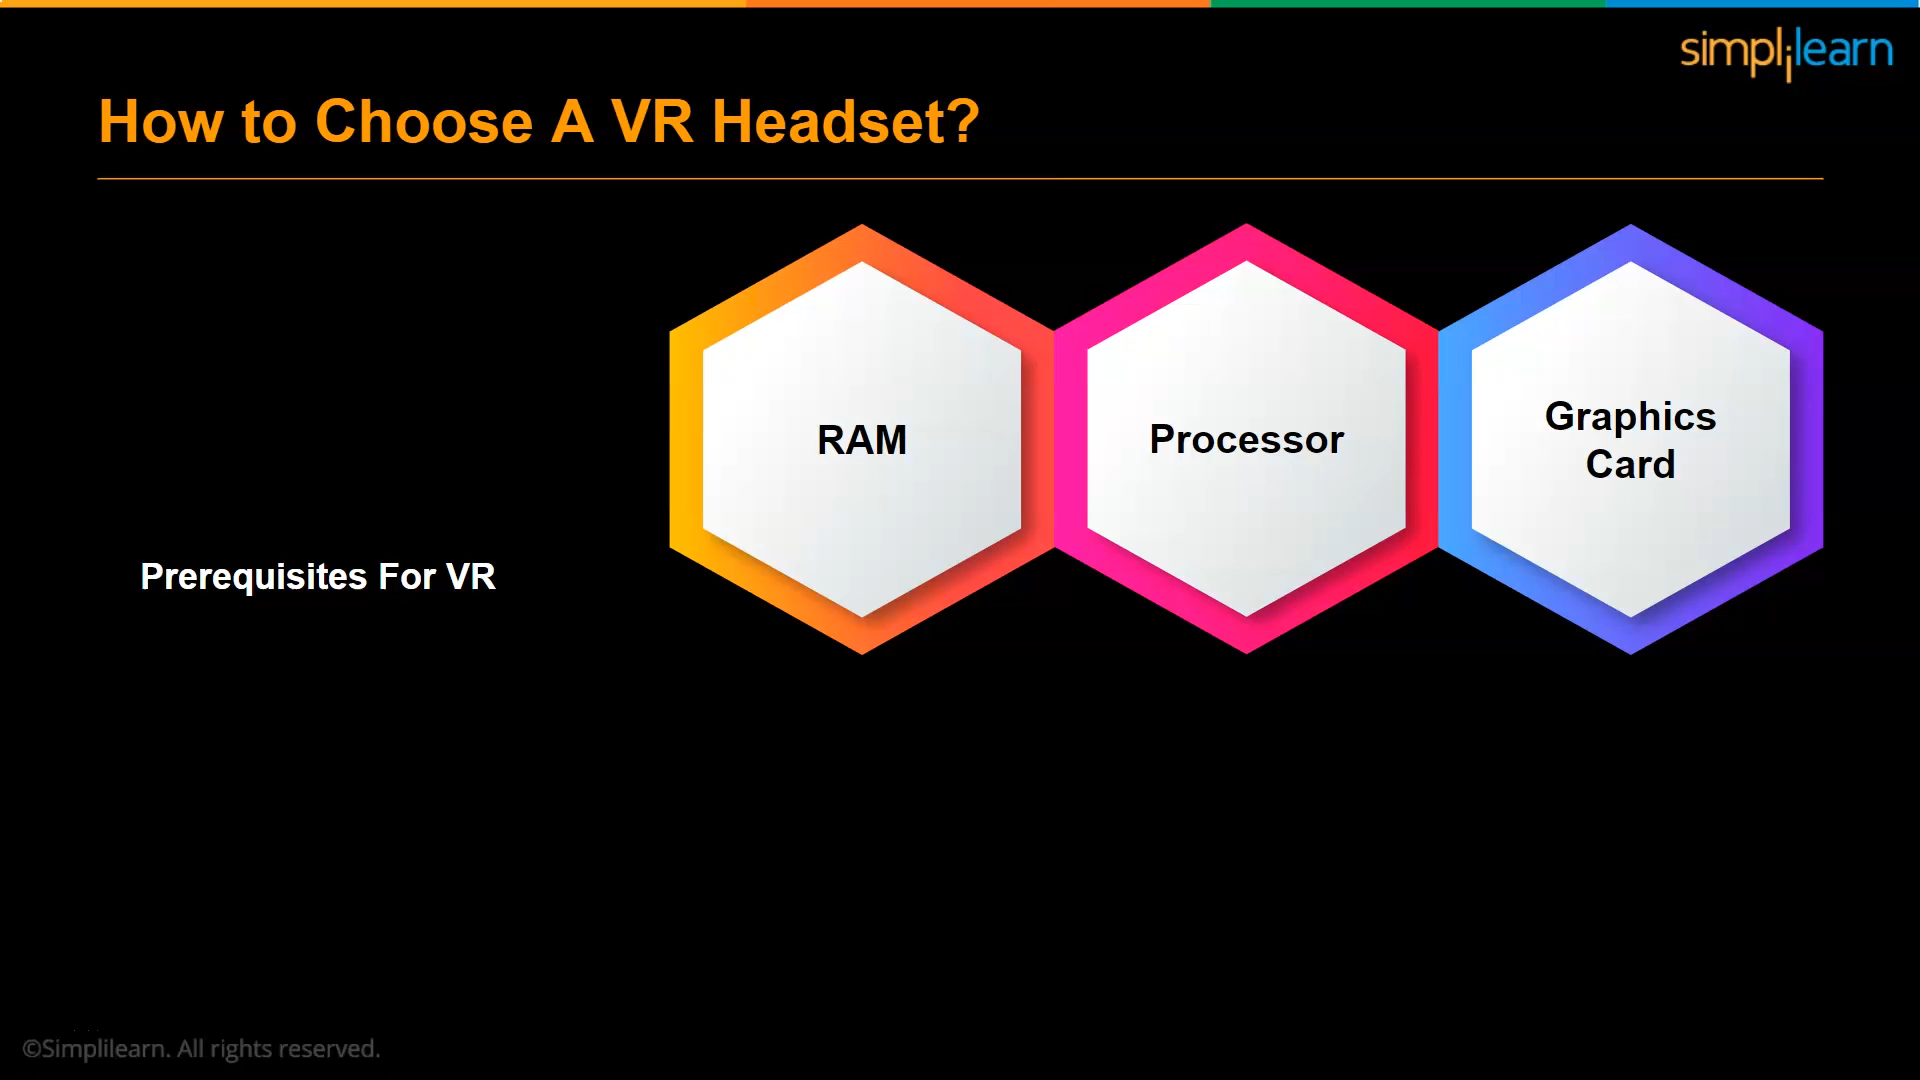 simplilearn
How to Choose A VR Headset?
RAM
Processor
Graphics
Card
Prerequisites For VR
©Simplilearn. All rights reserved.